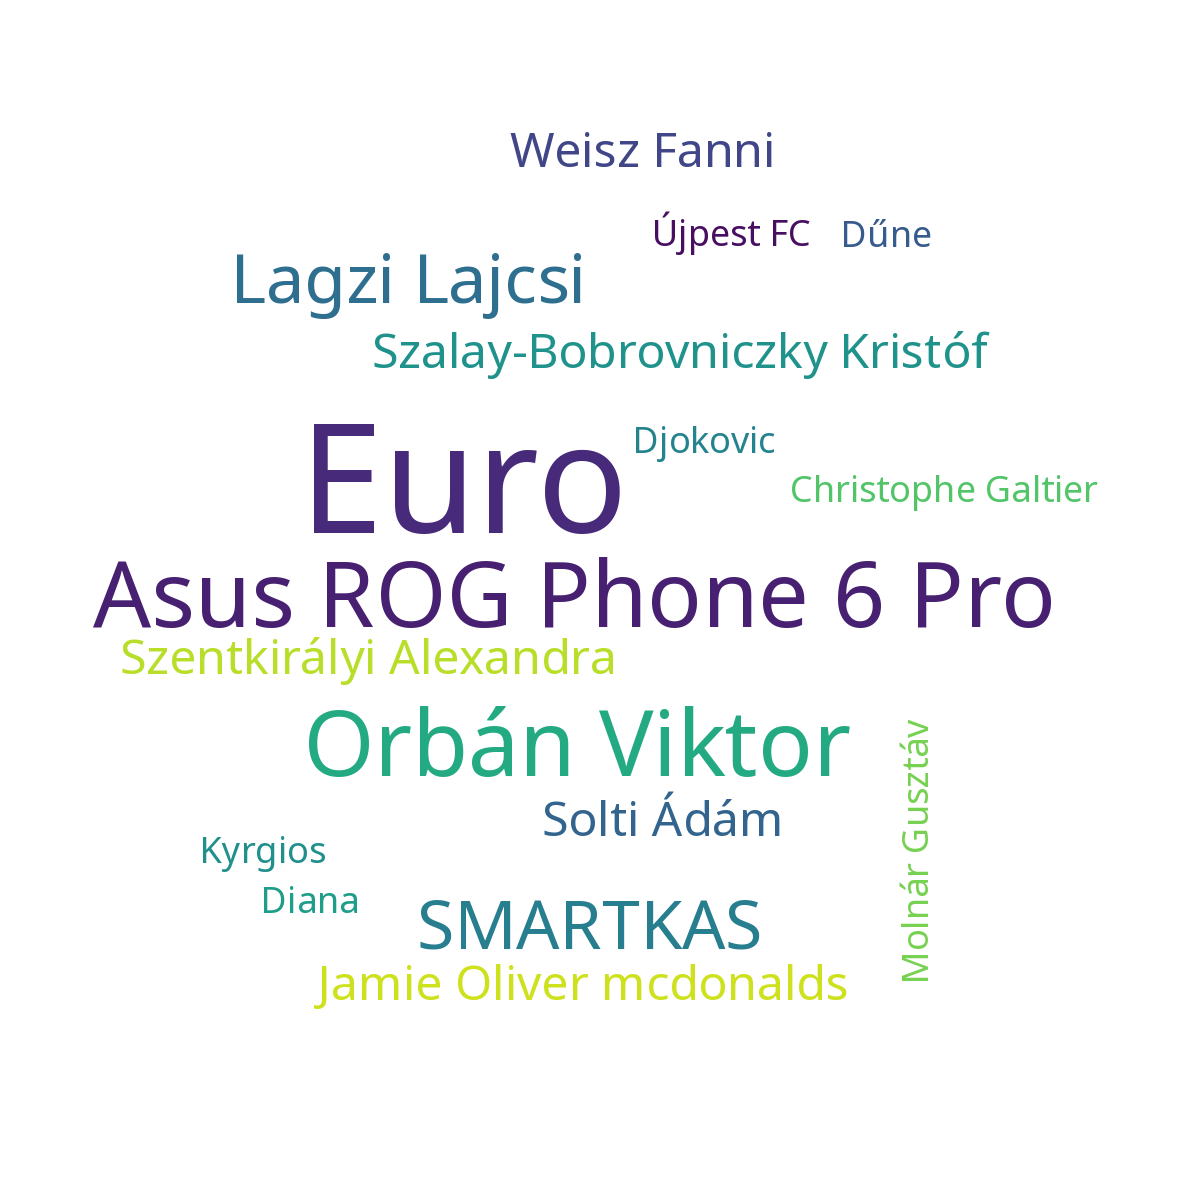 Weisz Fanni
Újpest FC
Dűne
Lagzi Lajcsi
Szalay-Bobrovniczky Kristóf
Euro
Djokovic
Christophe Galtier
Asus ROG Phone 6 Pro
Szentkirályi Alexandra
Orbán Viktor
Molnár Gusztáv
Solti Ádám
Kyrgios
Diana
SMARTKAS
Jamie Oliver mcdonalds